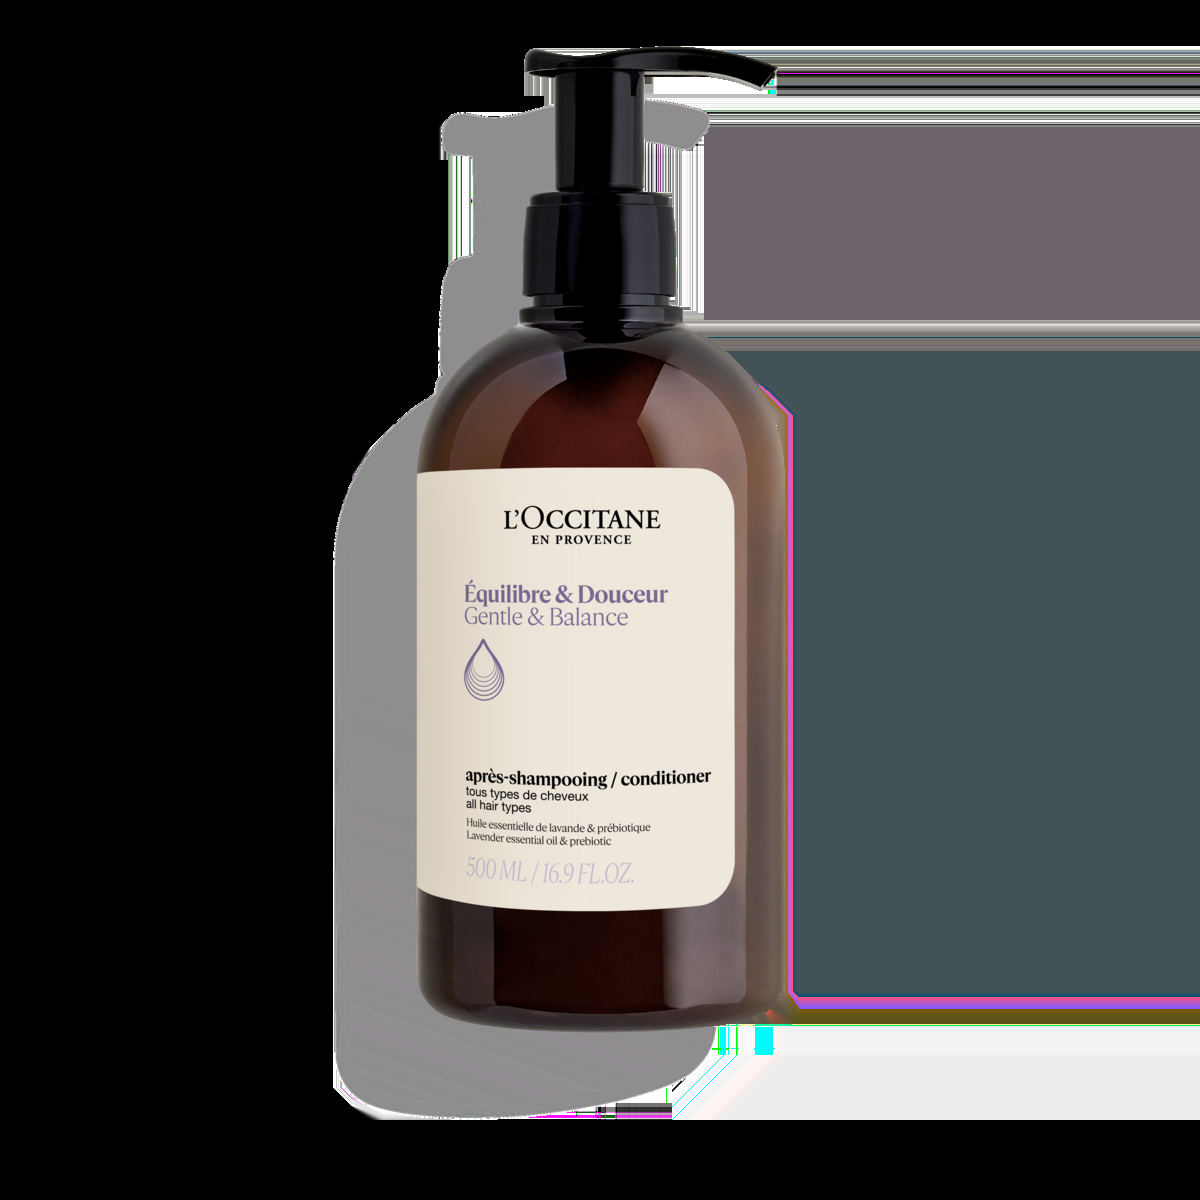 L'OCCITANE
EN PROVENCE
Équilibre & Douceur
Gentle & Balance
après-shampooing / conditioner
tous types de cheveux
all hair types
Huile essentielle de lavande & prébiotique
Lavender essential oil & prebiotic
500 ML / 16.9 FL.OZ.